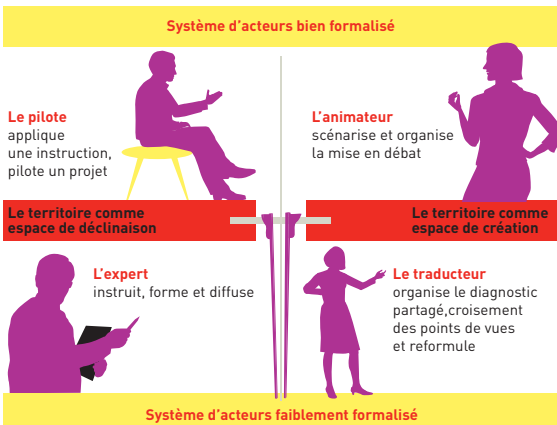 Système d'acteurs bien formalisé
Le pilote
applique
une instruction,
pilote un projet
L'animateur
scénarise et organise
la mise en débat
Le territoire comme
espace de déclinaison
Le territoire comme
espace de création
L'expert
instruit, forme et diffuse
Le traducteur
organise le diagnostic
partagé,croisement
des points de vues
et reformule
Système d'acteurs faiblement formalisé